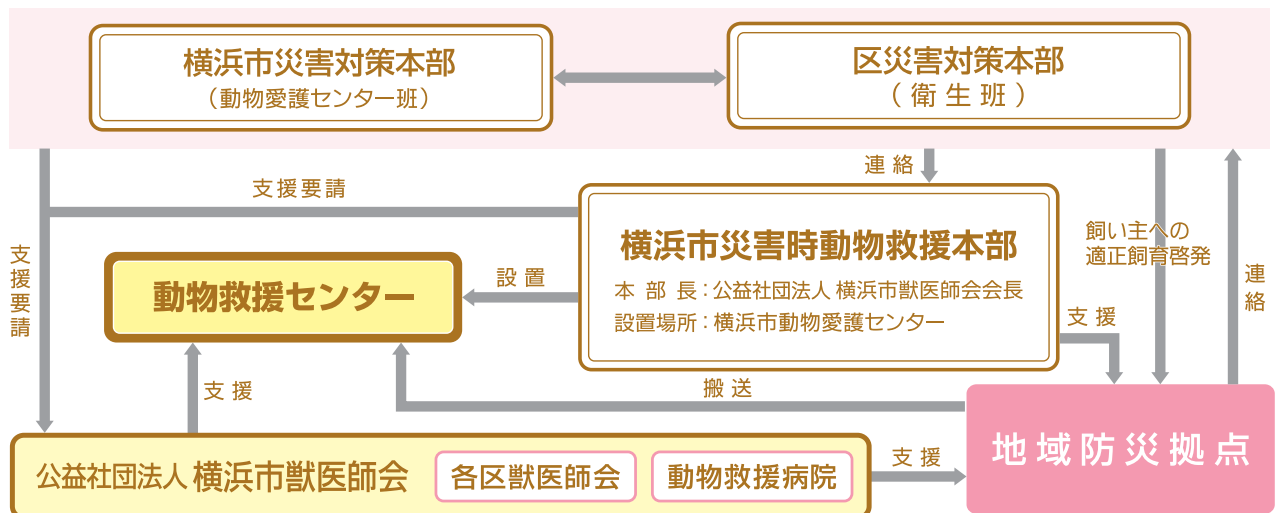 横浜市災害対策本部
（動物愛護センター班）
区災害対策本部
（衛生班）
連絡
支援要請
支援要請
横浜市災害時動物救援本部
本部長：公益社団法人 横浜市獣医師会会長
設置場所：横浜市動物愛護センター
飼い主への
適正飼育啓発
連絡
動物救援センター
設置
支援
支援
搬送
地域防災拠点
公益社団法人 横浜市獣医師会
各区獣医師会
動物救援病院
支援